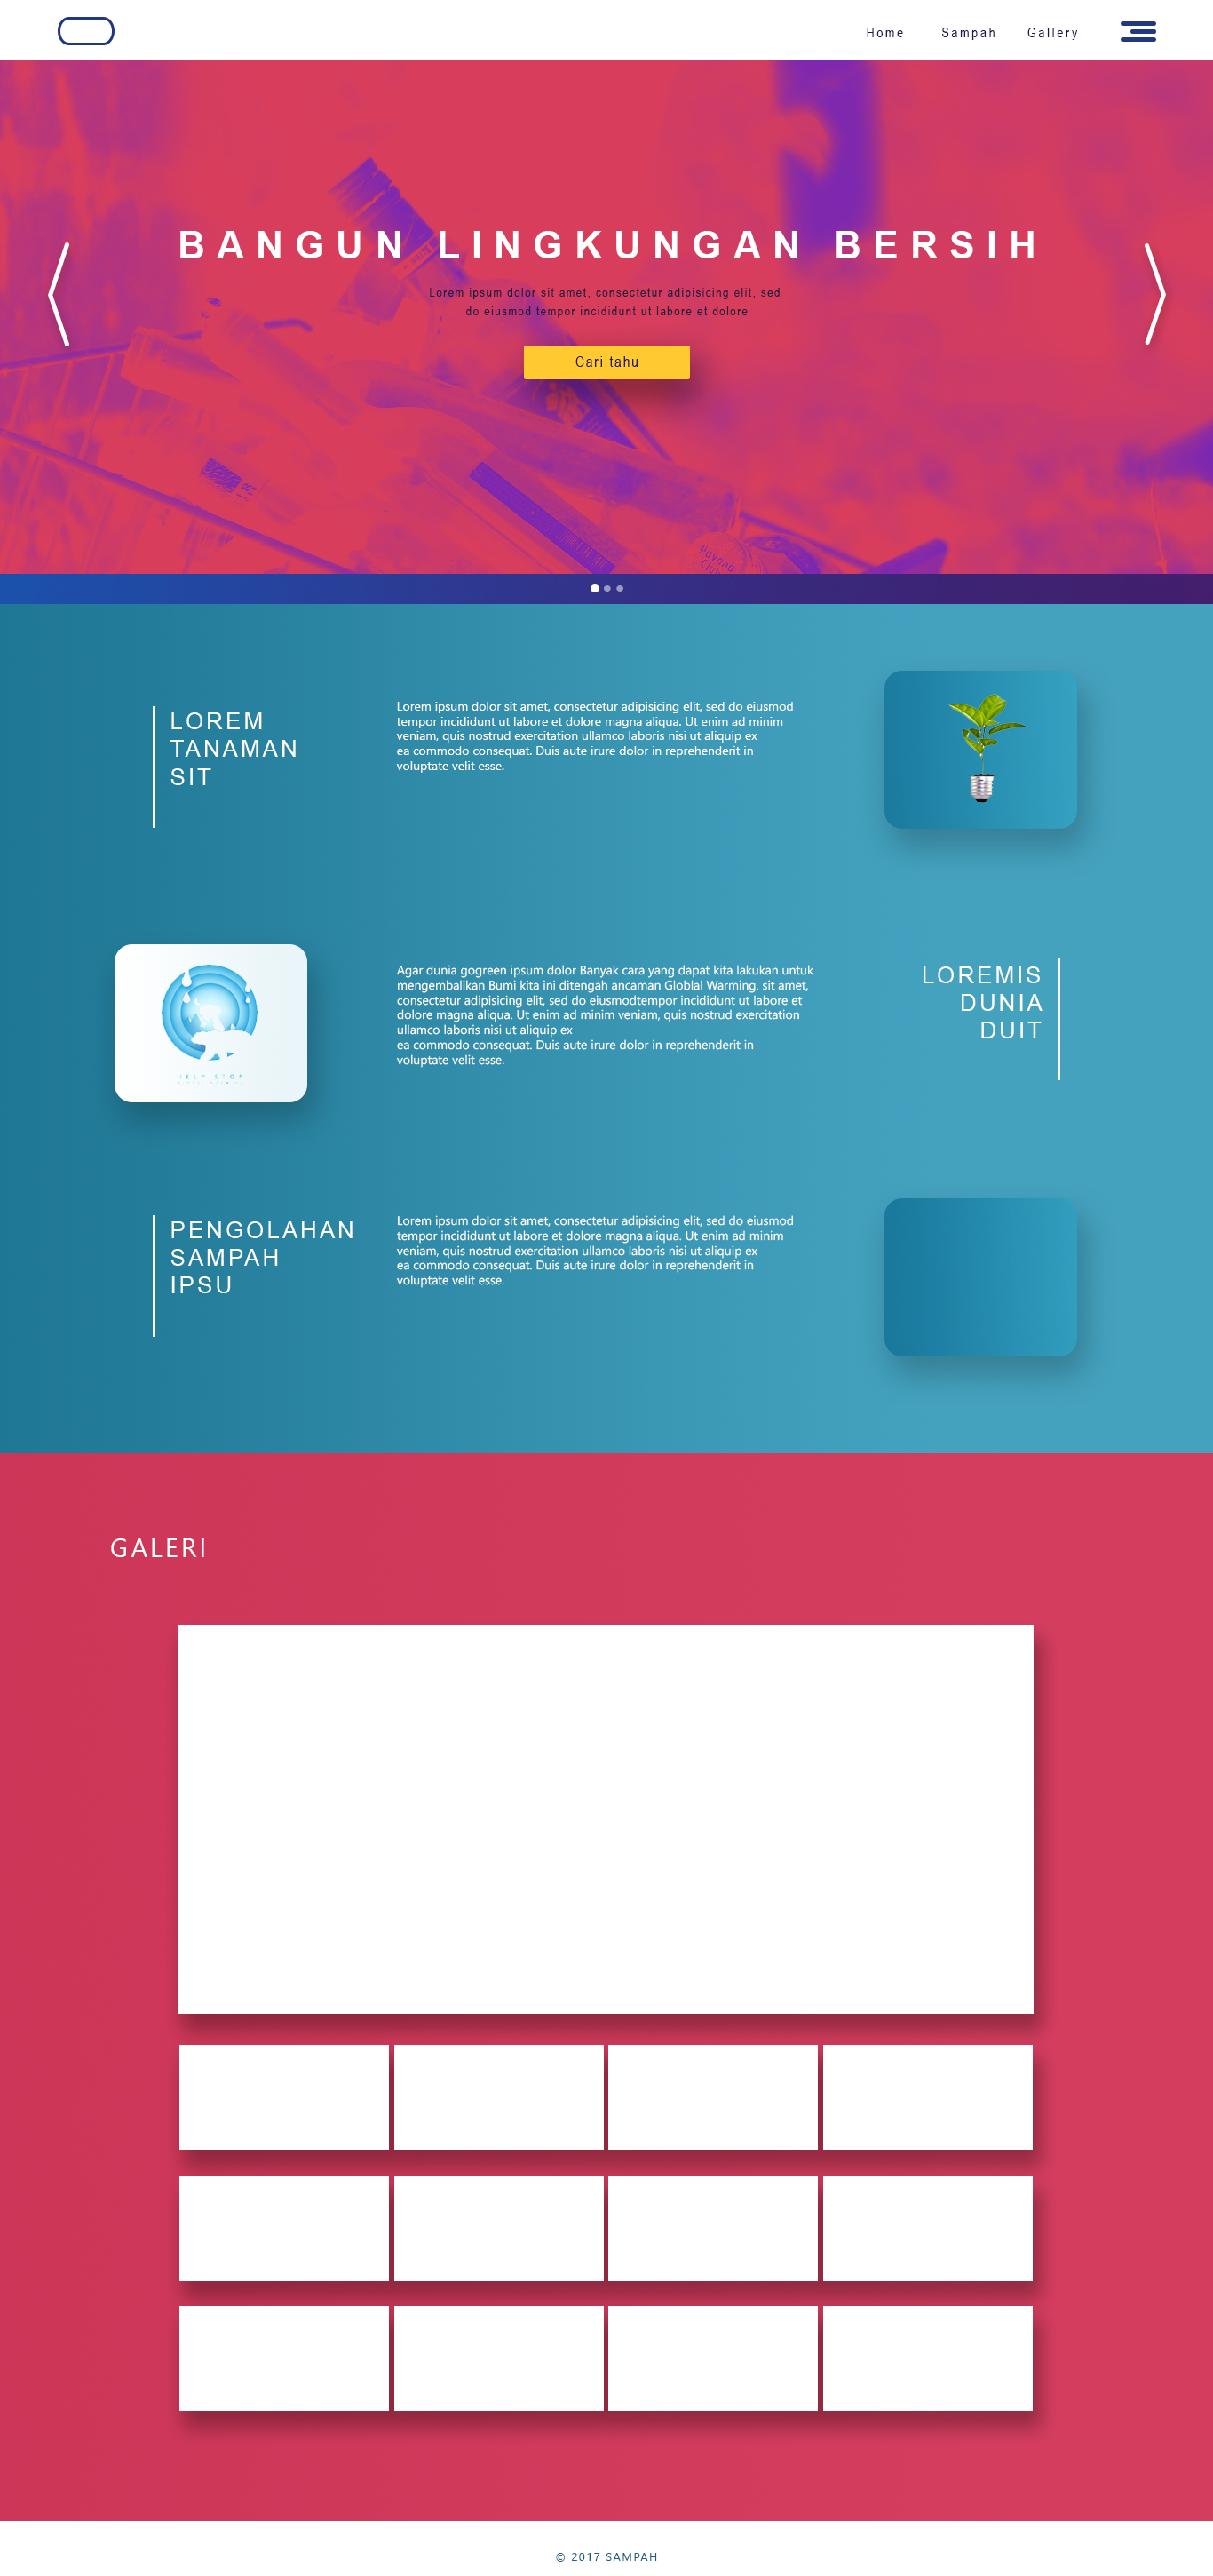 Home Sampah Gallery
BANGUN LINGKUNGAN BERSIH
Lorem ipsum dolor sit amet, consectetur adipisicing elit, sed
do eiusmod tempor incididunt ut labore et dolore
Cari tahu
LOREM
TANAMAN
SIT
Lorem ipsum dolor sit amet, consectetur adipisicing elit, sed do eiusmod
tempor incididunt ut labore et dolore magna aliqua. Ut enim ad minim
veniam, quis nostrud exercitation ullamco laboris nisi ut aliquip ex
ea commodo consequat. Duis aute irure dolor in reprehenderit in
voluptate velit esse.
HELP STOP
Agar dunia gogreen ipsum dolor Banyak cara yang dapat kita lakukan untuk
mengembalikan Bumi kita ini ditengah ancaman Globlal Warming. sit amet,
consectetur adipisicing elit, sed do eiusmodtempor incididunt ut labore et
dolore magna aliqua. Ut enim ad minim veniam, quis nostrud exercitation
ullamco laboris nisi ut aliquip ex
ea commodo consequat. Duis aute irure dolor in reprehenderit in
voluptate velit esse.
LOREMIS
DUNIA
DUIT
PENGOLAHAN
SAMPAH
IPSU
Lorem ipsum dolor sit amet, consectetur adipisicing elit, sed do eiusmod
tempor incididunt ut labore et dolore magna aliqua. Ut enim ad minim
veniam, quis nostrud exercitation ullamco laboris nisi ut aliquip ex
ea commodo consequat. Duis aute irure dolor in reprehenderit in
voluptate velit esse.
GALERI
© 2017 SAMPAH